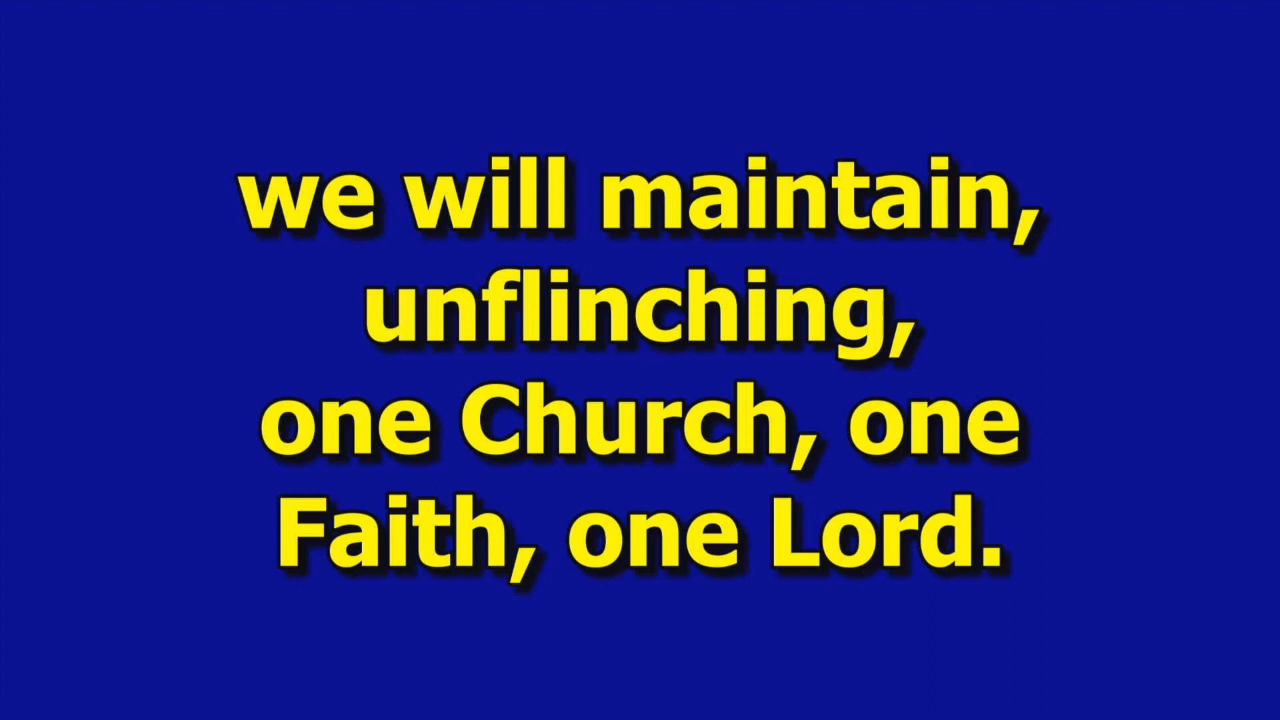 we will maintain,
unflinching,
one Church, one
Faith, one Lord.